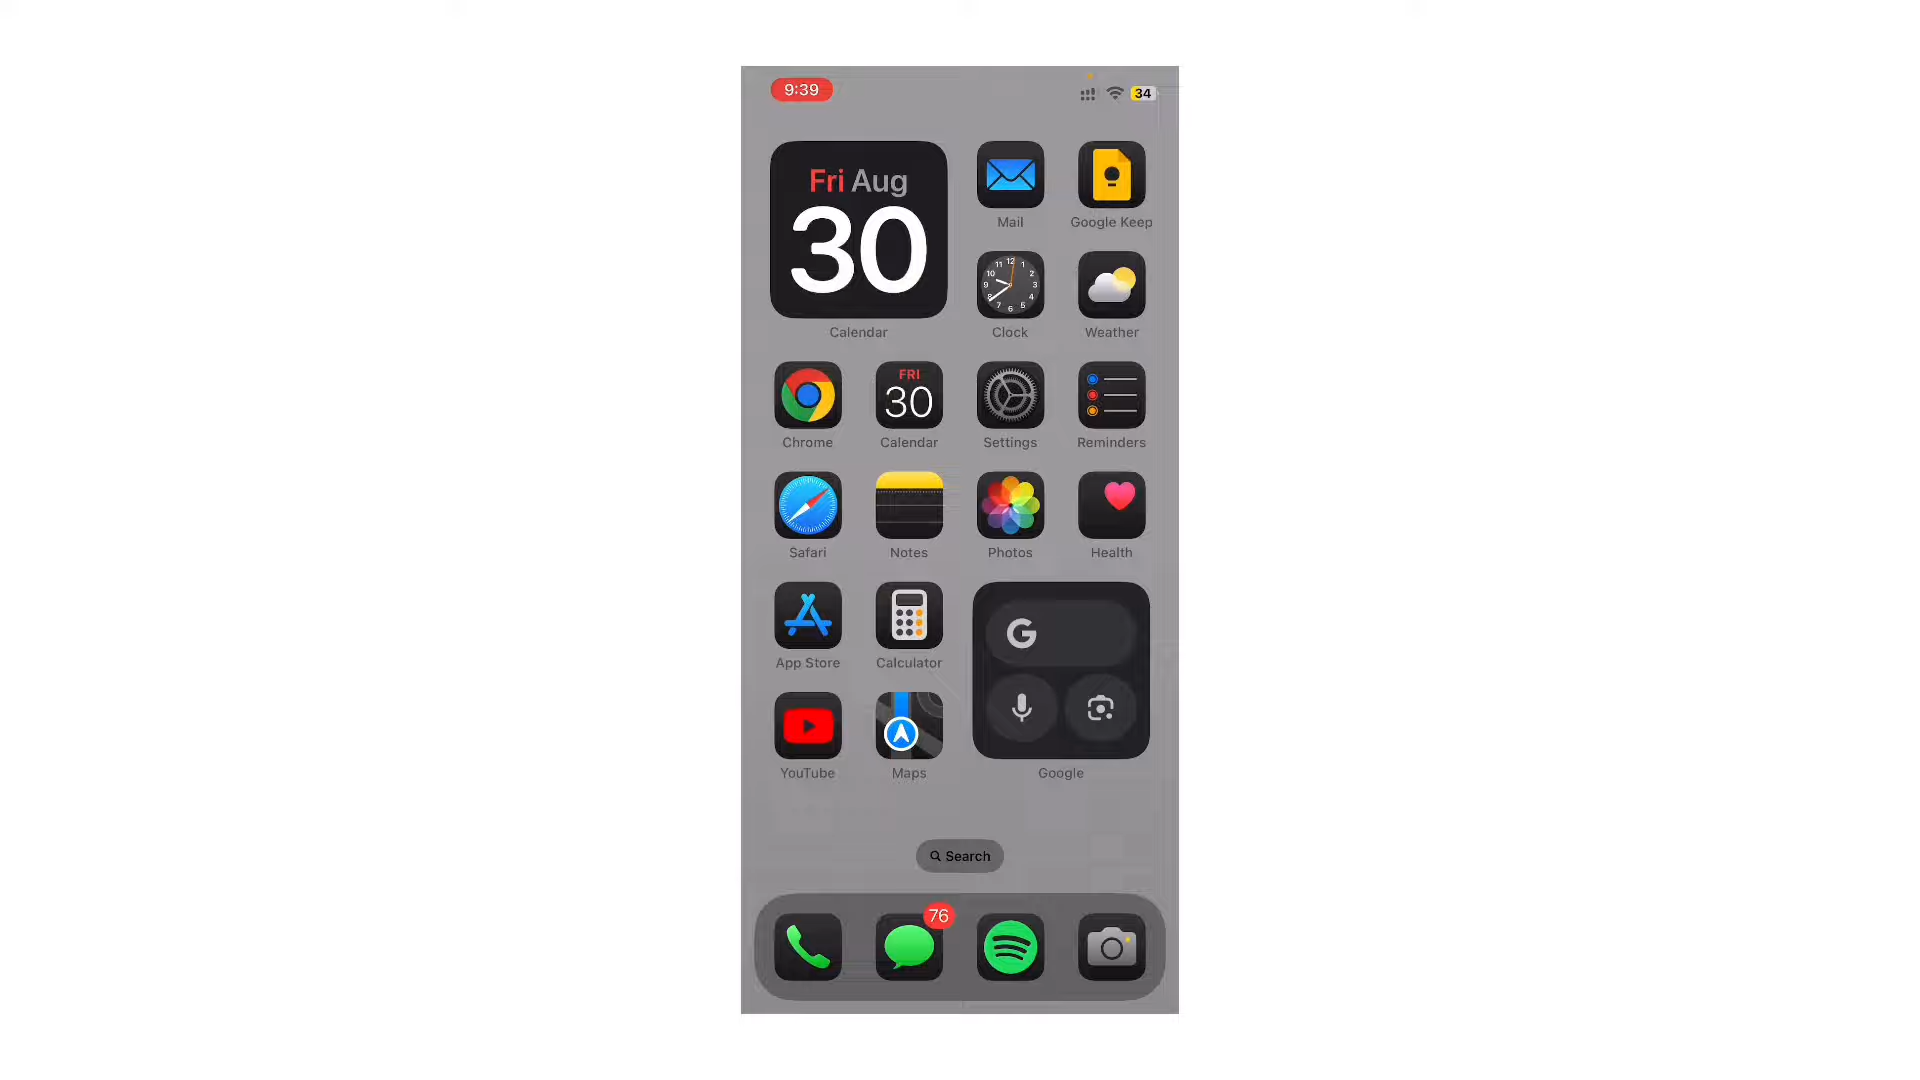 9:39
34
Fri Aug
30
Calendar
Mail
Google Keep
Clock
Weather
Chrome
FRI
30
Calendar
Settings
Reminders
Safari
Notes
Photos
Health
App Store
Calculator
G
YouTube
Maps
Google
Search
76